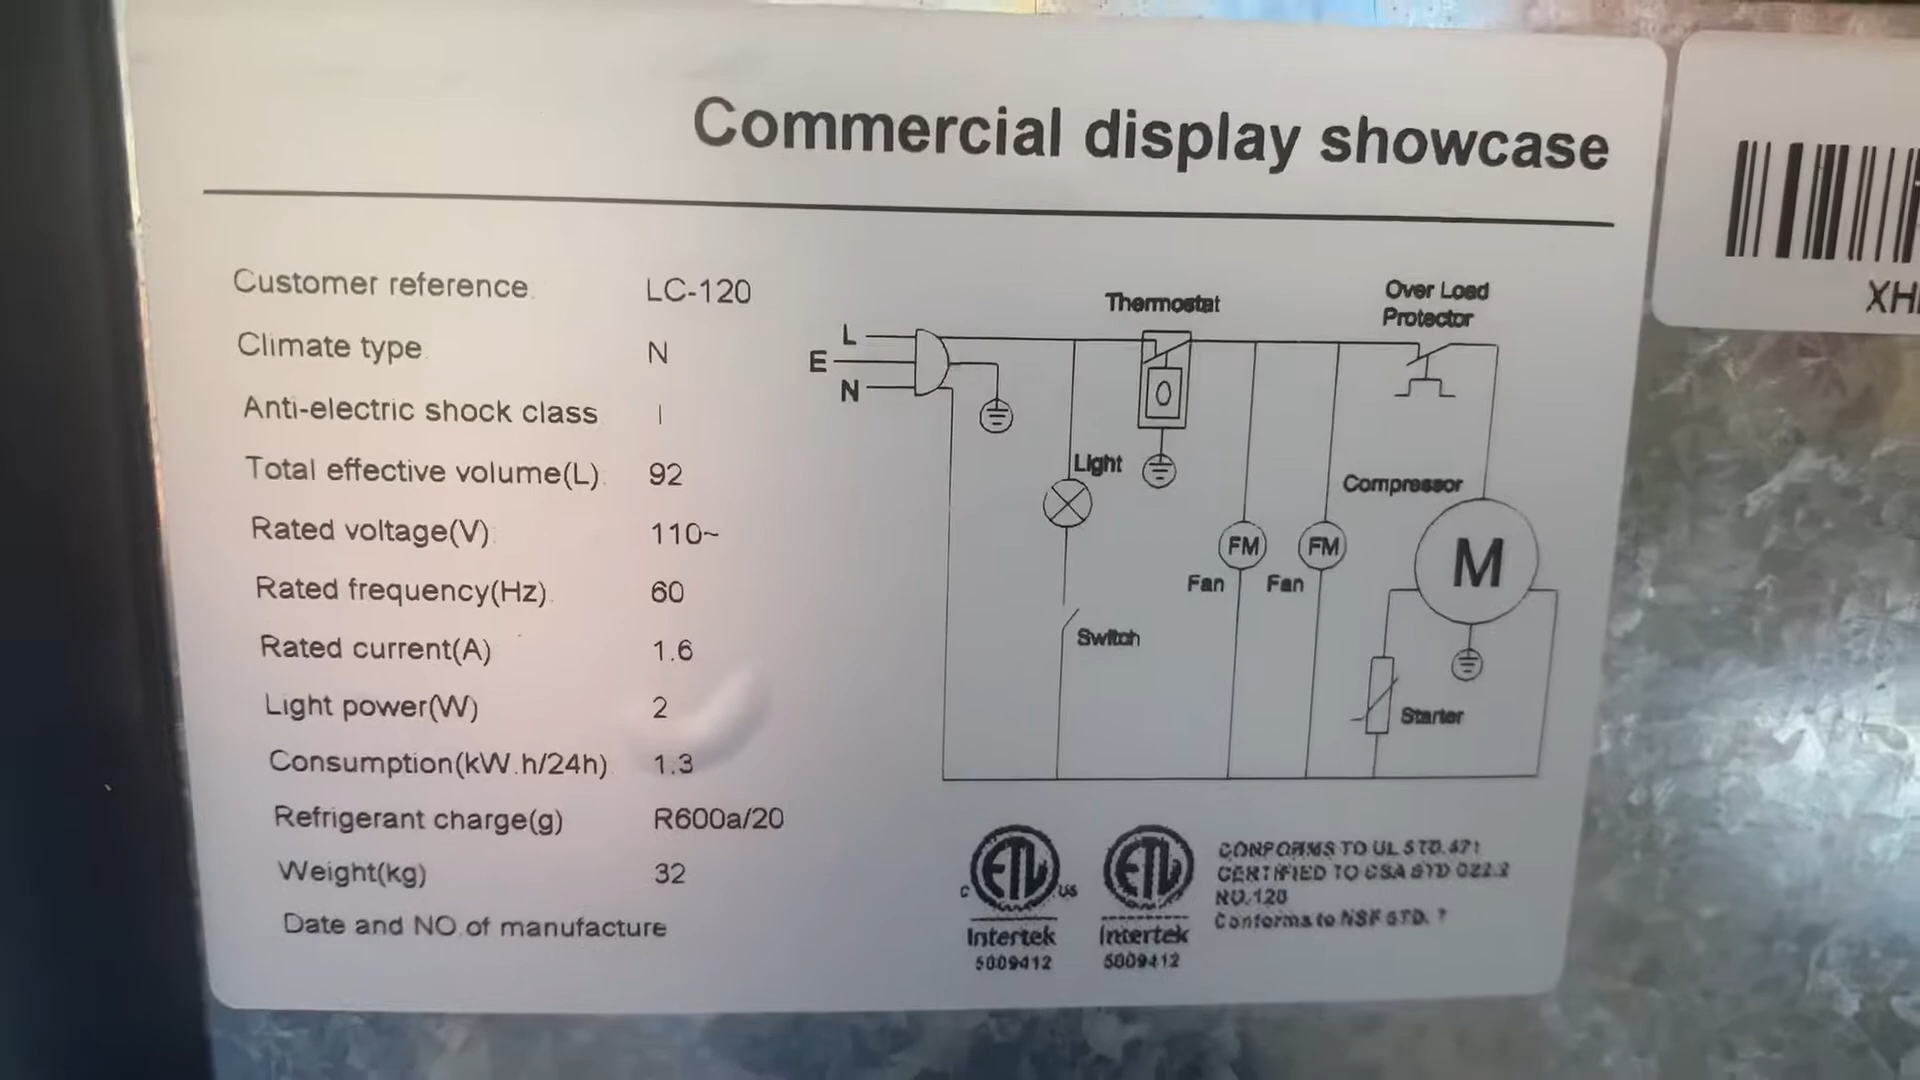 Commercial display showcase
XH
Customer reference LC-120
Climate type N
Anti-electric shock class I
Total effective volume(L) 92
Rated voltage(V) 110~
Rated frequency(Hz) 60
Rated current(A) 1.6
Light power(W) 2
Consumption(kW.h/24h) 1.3
Refrigerant charge(g) R600a/20
Weight(kg) 32
Date and NO.of manufacture
L
E
N
Thermostat
Over Load
Protector
Light
Compressor
FM
FM
M
Fan
Fan
Switch
Starter
ETL
c us
Intertek
5009412
ETL
Intertek
5009412
CONFORMS TO UL STD.471
CERTIFIED TO CSA STD C22.2
NO.120
Conforms to NSF STD. 7